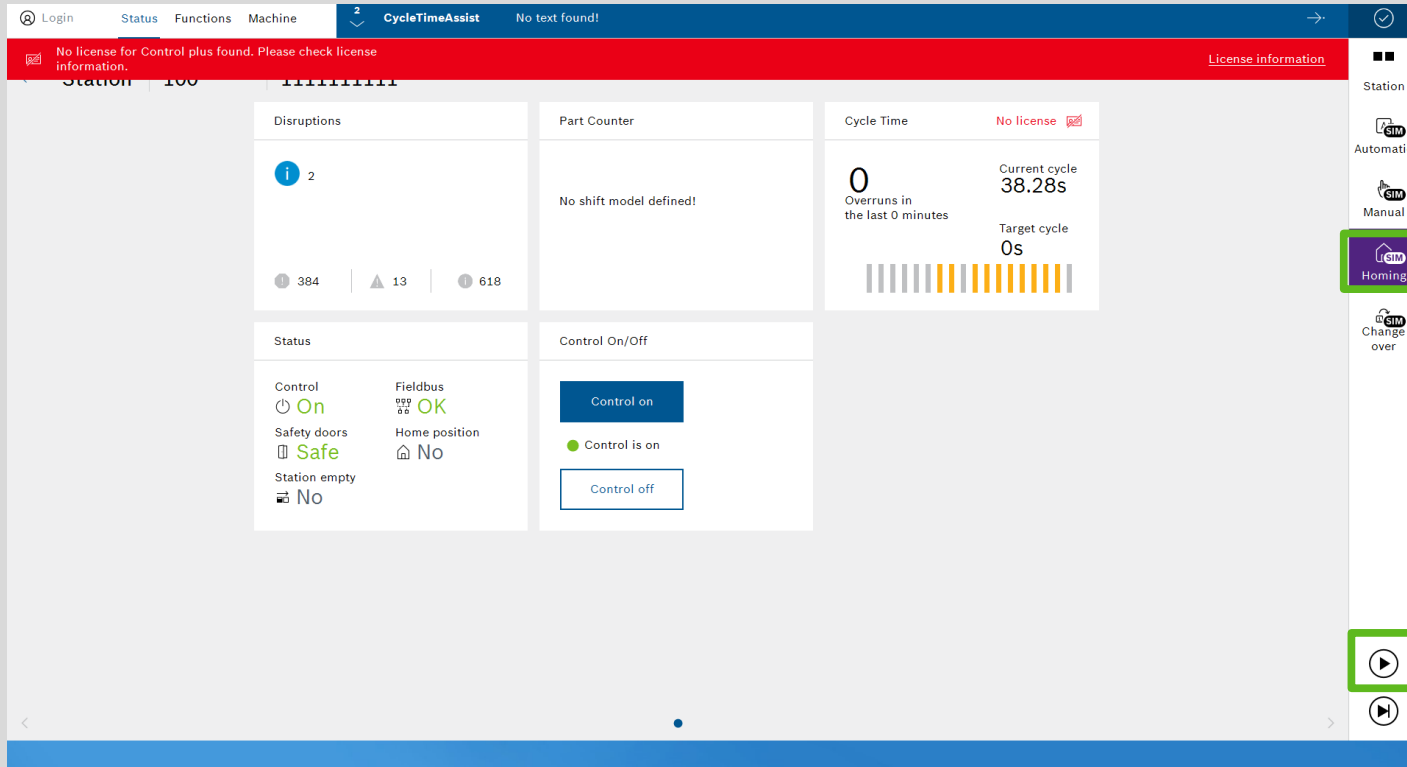 Login Status Functions Machine 2 CycleTimeAssist No text found!
No license for Control plus found. Please check license
information.
License information
Station 100 1111111111
Disruptions
2
384 13 618
Part Counter
No shift model defined!
Cycle Time No license
0
Overruns in
the last 0 minutes
Current cycle
38.28s
Target cycle
0s
Status
Control Fieldbus
On OK
Safety doors Home position
Safe No
Station empty
No
Control On/Off
Control on
Control is on
Control off
Station
SIM
Automati
SIM
Manual
SIM
Homing
SIM
Change
over